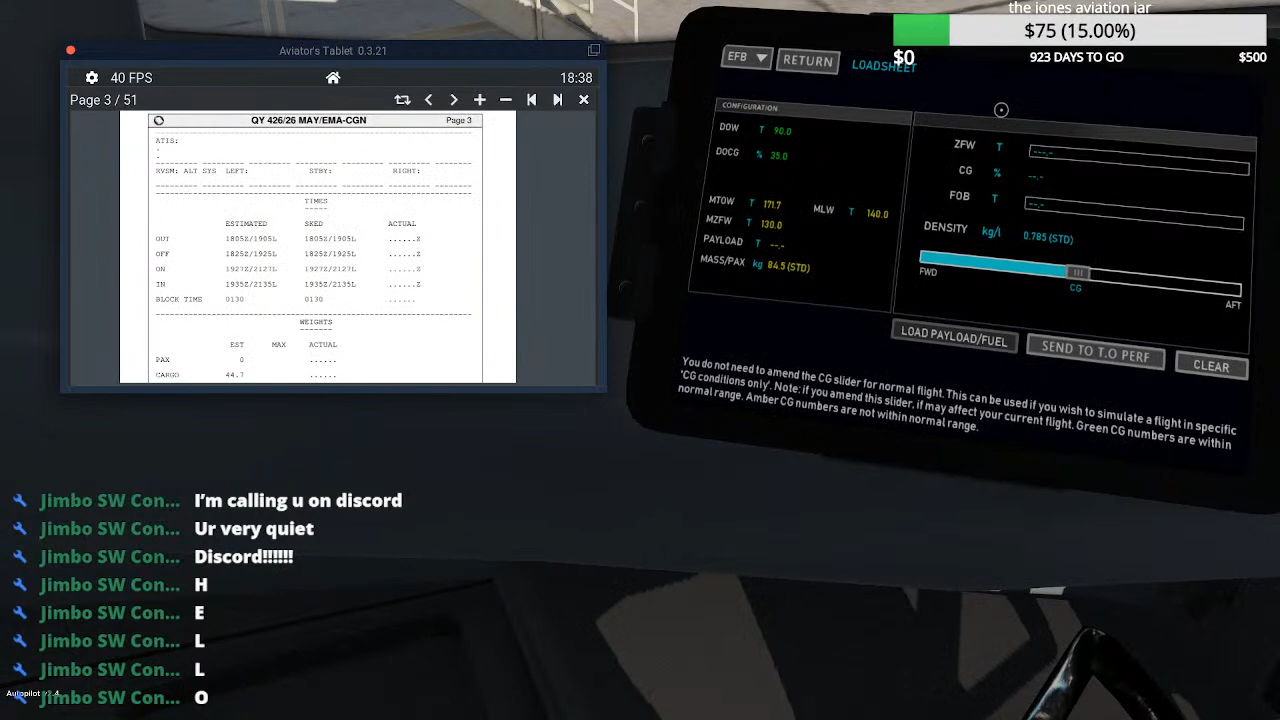 the jones aviation jar
$75 (15.00%)
$0
923 DAYS TO GO
$500
Aviator's Tablet 0.3.21
40 FPS
18:38
Page 3 / 51
QY 426/26 MAY/EMA-CGN
Page 3
ATIS:
RVSM: ALT SYS LEFT: STBY: RIGHT:
TIMES
ESTIMATED SKED ACTUAL
OUT 1805Z/1905L 1805Z/1905L ......Z
OFF 1825Z/1925L 1825Z/1925L ......Z
ON 1927Z/2127L 1927Z/2127L ......Z
IN 1935Z/2135L 1935Z/2135L ......Z
BLOCK TIME 0130 0130 ......
WEIGHTS
EST MAX ACTUAL
PAX 0 ......
CARGO 44.7 ......
EFB
RETURN
LOADSHEET
CONFIGURATION
DOW T 90.0
DOCG % 35.0
MTOW T 171.7
MLW T 140.0
MZFW T 130.0
PAYLOAD T --.-
MASS/PAX kg 84.5 (STD)
ZFW T ---.-
CG % --.-
FOB T --.-
DENSITY kg/l 0.785 (STD)
FWD
CG
AFT
LOAD PAYLOAD/FUEL
SEND TO T.O PERF
CLEAR
You do not need to amend the CG slider for normal flight. This can be used if you wish to simulate a flight in specific
'CG conditions only'. Note: if you amend this slider, if may affect your current flight. Green CG numbers are within
normal range. Amber CG numbers are not within normal range.
Jimbo SW Con... I'm calling u on discord
Jimbo SW Con... Ur very quiet
Jimbo SW Con... Discord!!!!!!
Jimbo SW Con... H
Jimbo SW Con... E
Jimbo SW Con... L
Jimbo SW Con... L
Jimbo SW Con... O